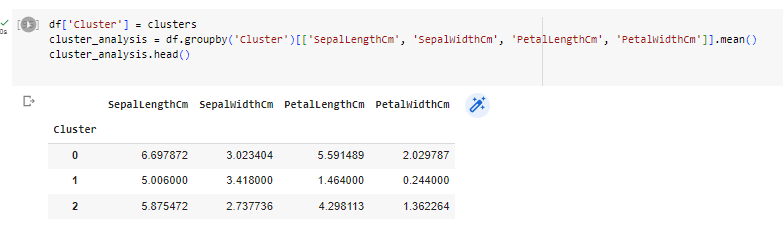 0s
df['Cluster'] = clusters
cluster_analysis = df.groupby('Cluster')[['SepalLengthCm', 'SepalWidthCm', 'PetalLengthCm', 'PetalWidthCm']].mean()
cluster_analysis.head()
SepalLengthCm SepalWidthCm PetalLengthCm PetalWidthCm
Cluster
0 6.697872 3.023404 5.591489 2.029787
1 5.006000 3.418000 1.464000 0.244000
2 5.875472 2.737736 4.298113 1.362264